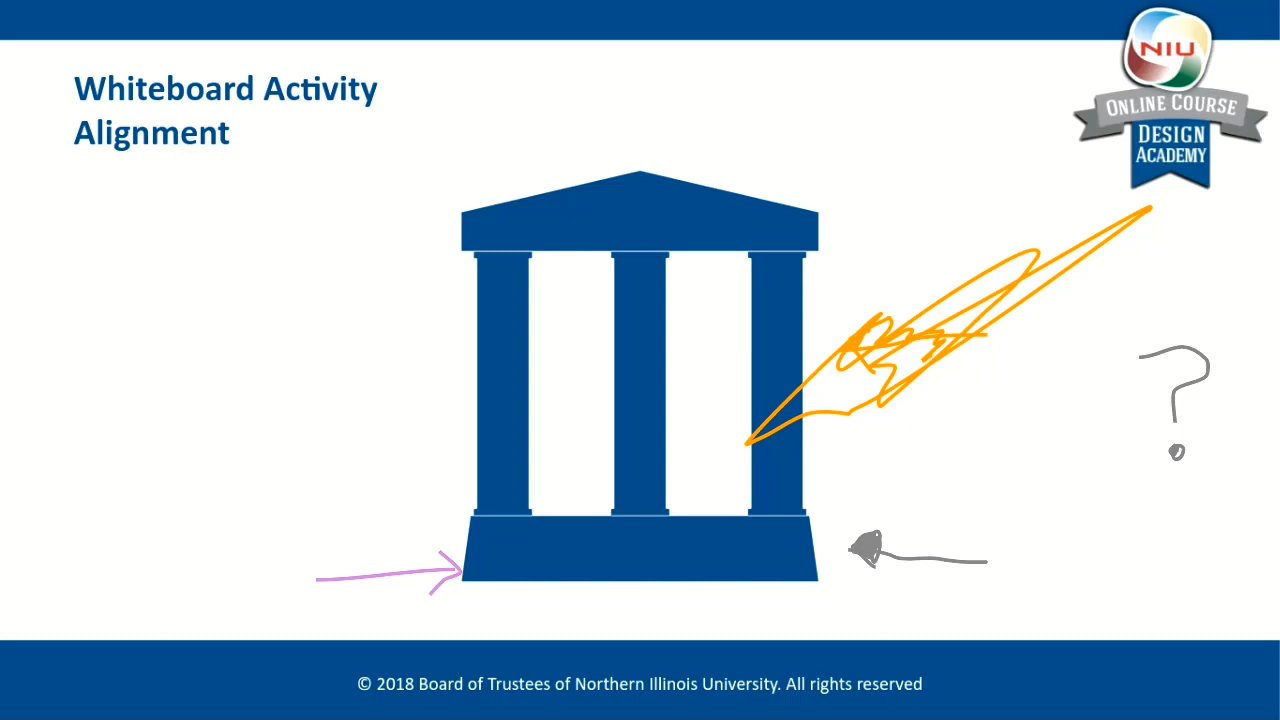 Whiteboard Activity
Alignment
NIU
ONLINE COURSE
DESIGN
ACADEMY
?
© 2018 Board of Trustees of Northern Illinois University. All rights reserved